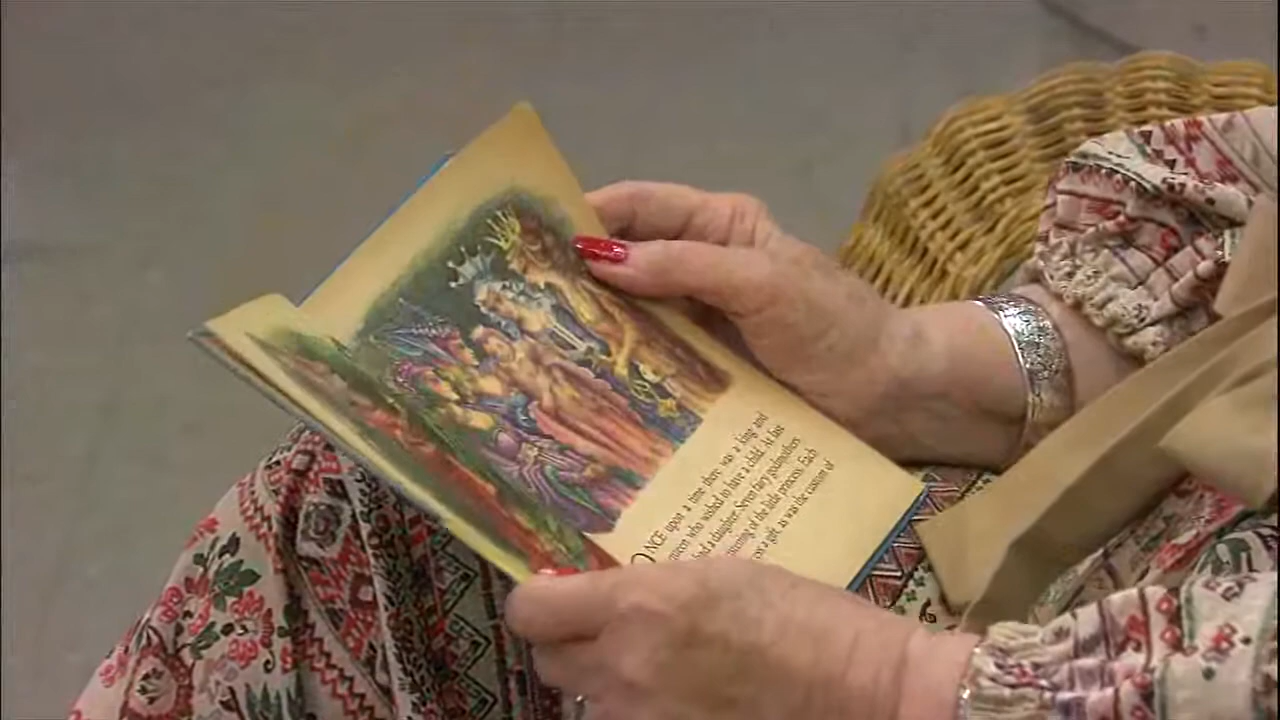 ONCE upon a time there was a king and
queen who wished to have a child. At last
had a daughter. Seven fairy godmothers
christening of the little princess. Each
a gift, as was the custom of